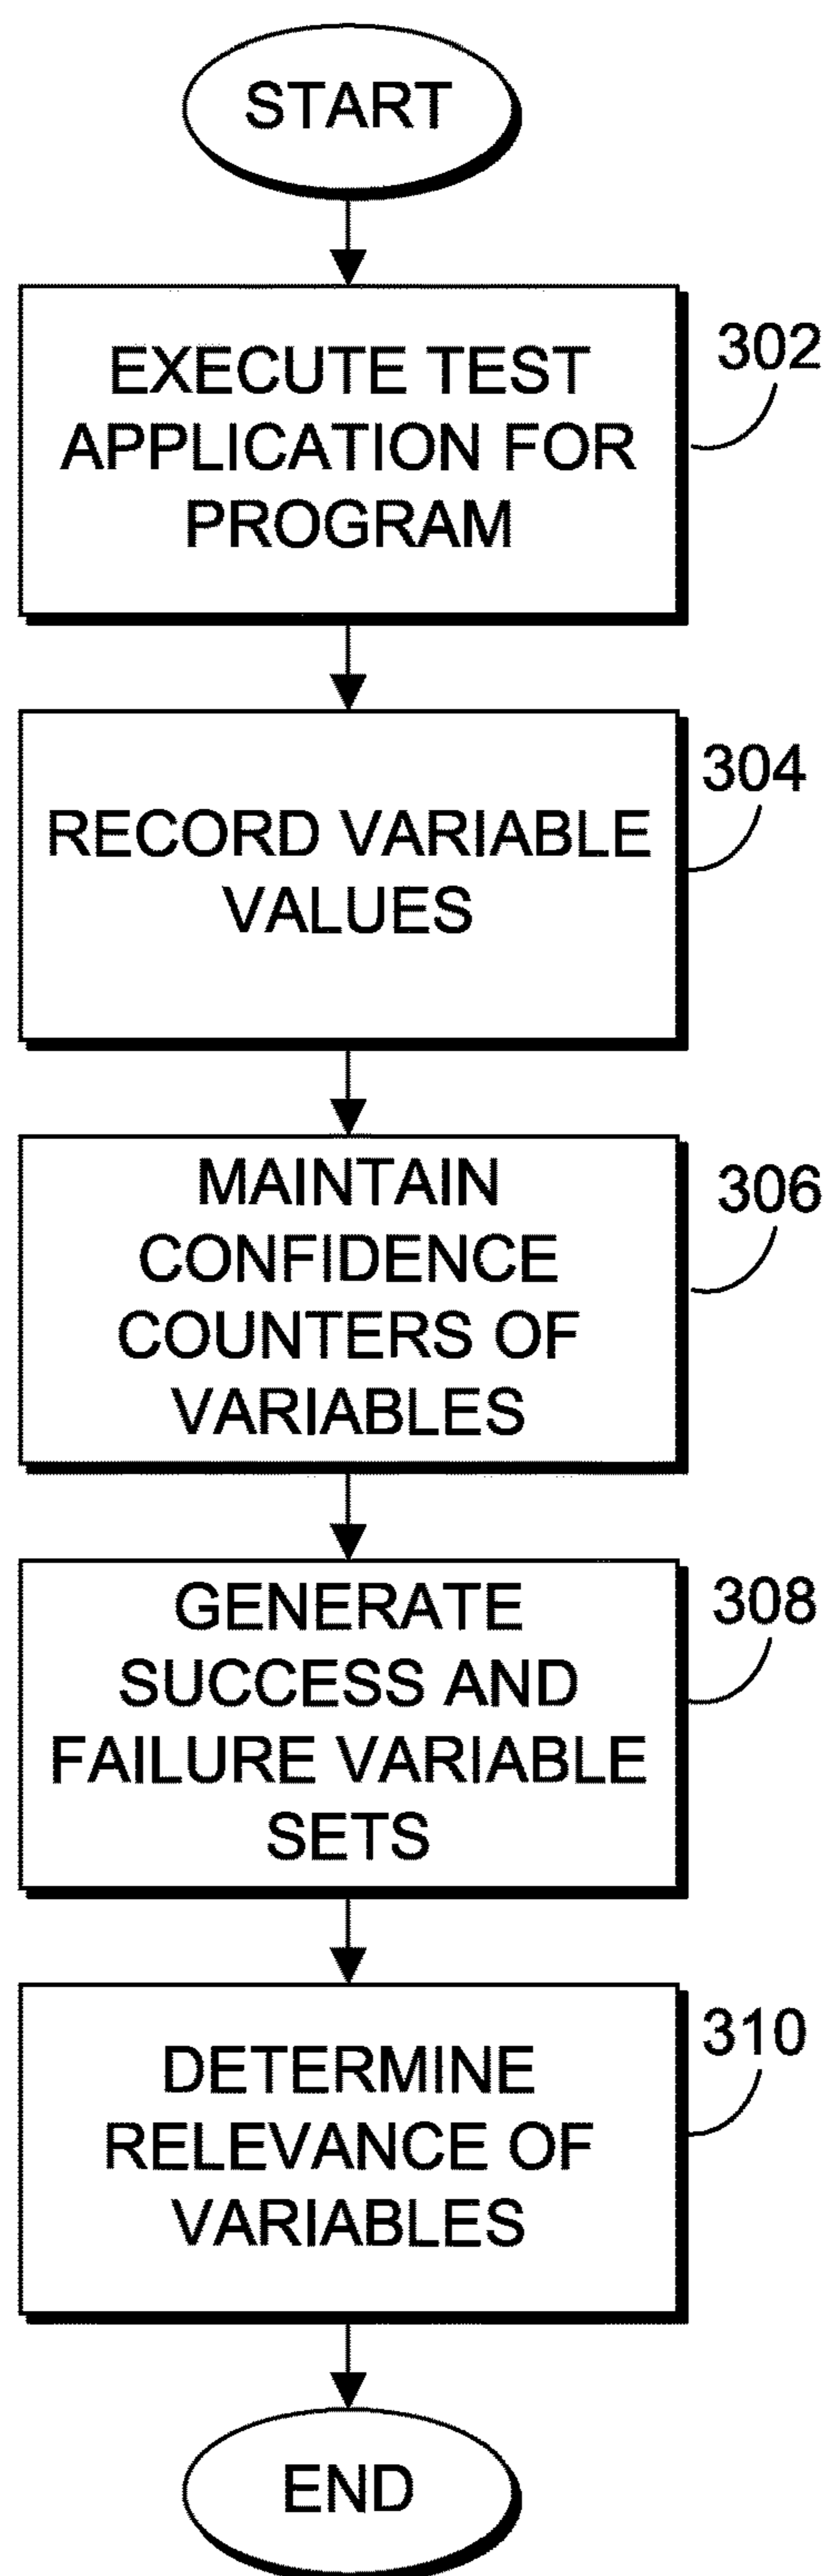 START
EXECUTE TEST
APPLICATION FOR
PROGRAM
302
RECORD VARIABLE
VALUES
304
MAINTAIN
CONFIDENCE
COUNTERS OF
VARIABLES
306
GENERATE
SUCCESS AND
FAILURE VARIABLE
SETS
308
DETERMINE
RELEVANCE OF
VARIABLES
310
END